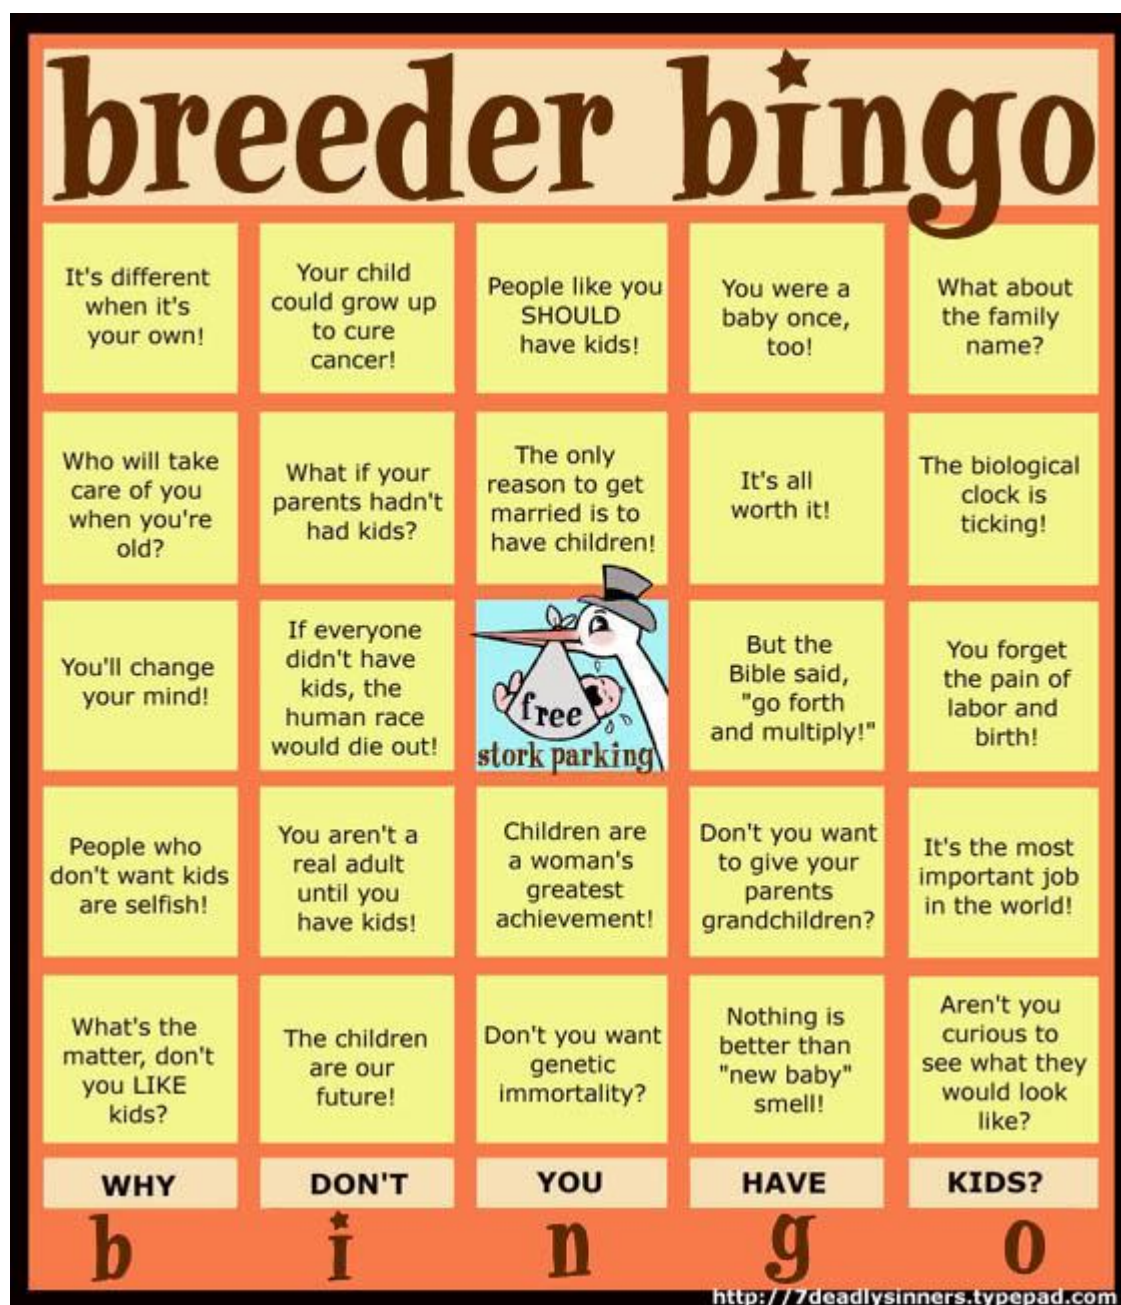 breeder bingo
It's different
when it's
your own!
Your child
could grow up
to cure
cancer!
People like you
SHOULD
have kids!
You were a
baby once,
too!
What about
the family
name?
Who will take
care of you
when you're
old?
What if your
parents hadn't
had kids?
The only
reason to get
married is to
have children!
It's all
worth it!
The biological
clock is
ticking!
You'll change
your mind!
If everyone
didn't have
kids, the
human race
would die out!
free
stork parking
But the
Bible said,
"go forth
and multiply!"
You forget
the pain of
labor and
birth!
People who
don't want kids
are selfish!
You aren't a
real adult
until you
have kids!
Children are
a woman's
greatest
achievement!
Don't you want
to give your
parents
grandchildren?
It's the most
important job
in the world!
What's the
matter, don't
you LIKE
kids?
The children
are our
future!
Don't you want
genetic
immortality?
Nothing is
better than
"new baby"
smell!
Aren't you
curious to
see what they
would look
like?
WHY DON'T YOU HAVE KIDS?
b i n g o
http://7deadlysinners.typepad.com